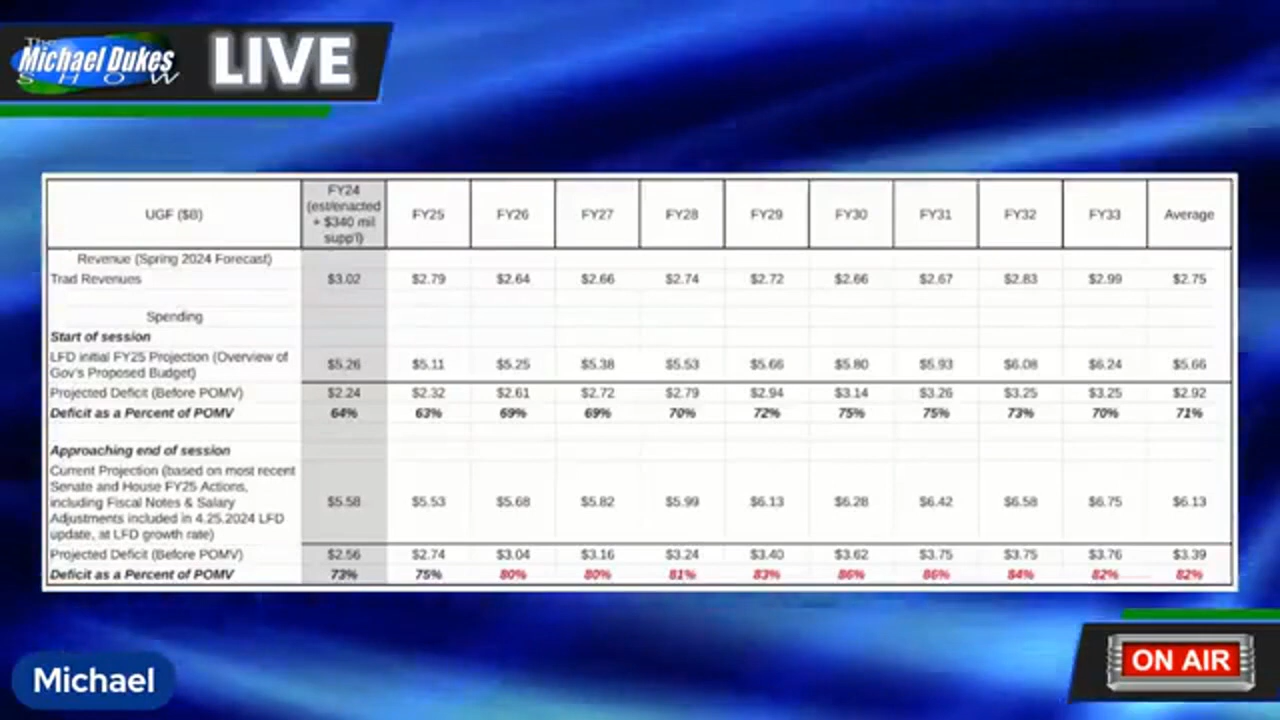 The
Michael Dukes
SHOW
LIVE
UGF ($B)
FY24
(est/enacted
+ $340 mil
supp'l)
FY25
FY26
FY27
FY28
FY29
FY30
FY31
FY32
FY33
Average
Revenue (Spring 2024 Forecast)
Trad Revenues $3.02 $2.79 $2.64 $2.66 $2.74 $2.72 $2.66 $2.67 $2.83 $2.99 $2.75
Spending
Start of session
LFD initial FY25 Projection (Overview of
Gov's Proposed Budget)
$5.26 $5.11 $5.25 $5.38 $5.53 $5.66 $5.80 $5.93 $6.08 $6.24 $5.66
Projected Deficit (Before POMV) $2.24 $2.32 $2.61 $2.72 $2.79 $2.94 $3.14 $3.26 $3.25 $3.25 $2.92
Deficit as a Percent of POMV 64% 63% 69% 69% 70% 72% 75% 75% 73% 70% 71%
Approaching end of session
Current Projection (based on most recent
Senate and House FY25 Actions,
including Fiscal Notes & Salary
Adjustments included in 4.25.2024 LFD
update, at LFD growth rate)
$5.58 $5.53 $5.68 $5.82 $5.99 $6.13 $6.28 $6.42 $6.58 $6.75 $6.13
Projected Deficit (Before POMV) $2.56 $2.74 $3.04 $3.16 $3.24 $3.40 $3.62 $3.75 $3.75 $3.76 $3.39
Deficit as a Percent of POMV 73% 75% 80% 80% 81% 83% 86% 86% 84% 82% 82%
Michael
ON AIR